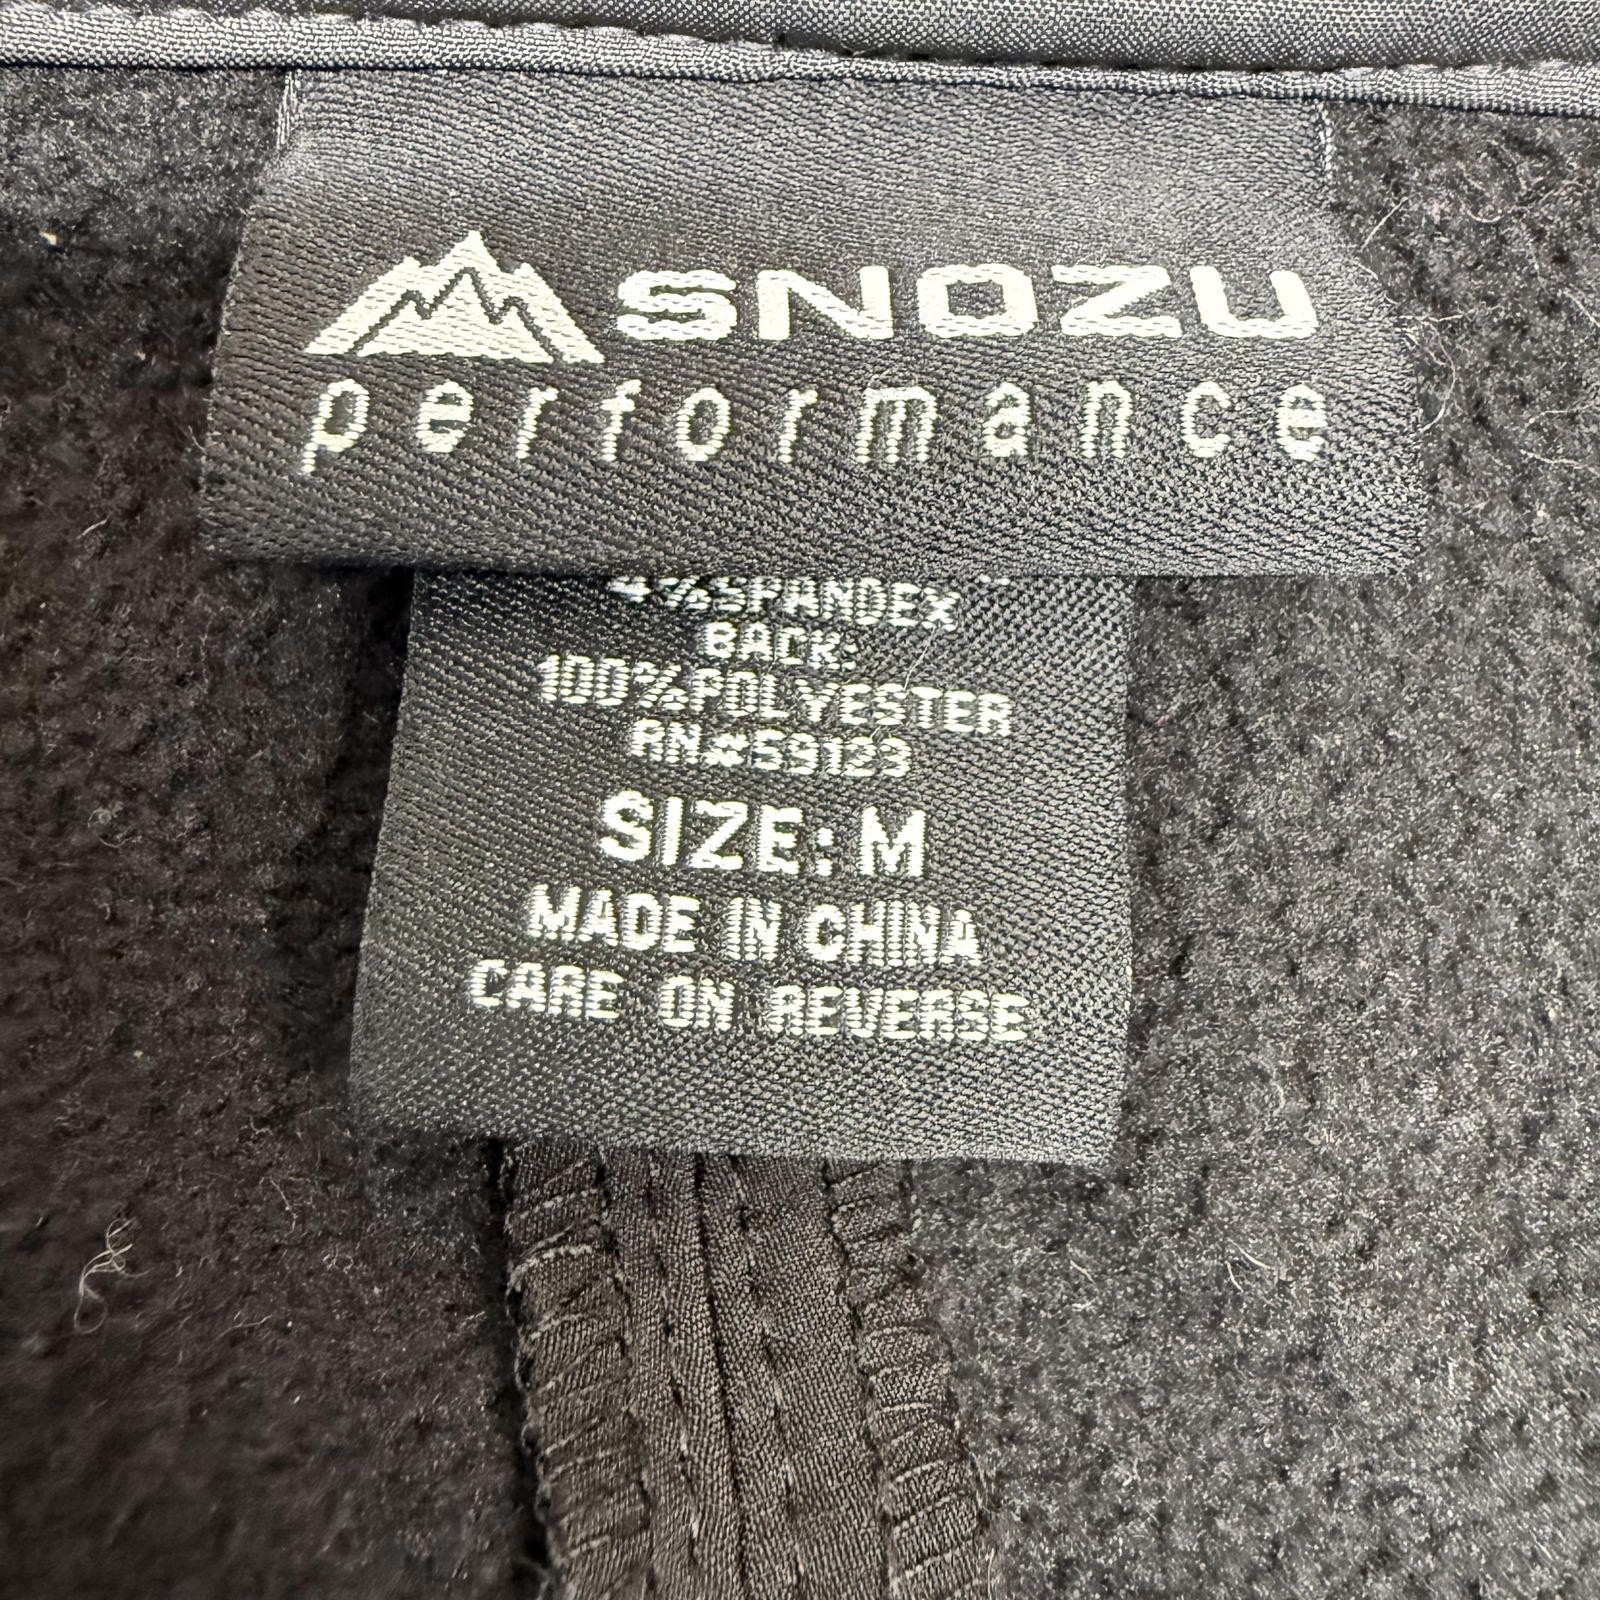 SNOZU
performance
4%SPANDEX
BACK:
100%POLYESTER
RN#59123
SIZE: M
MADE IN CHINA
CARE ON REVERSE